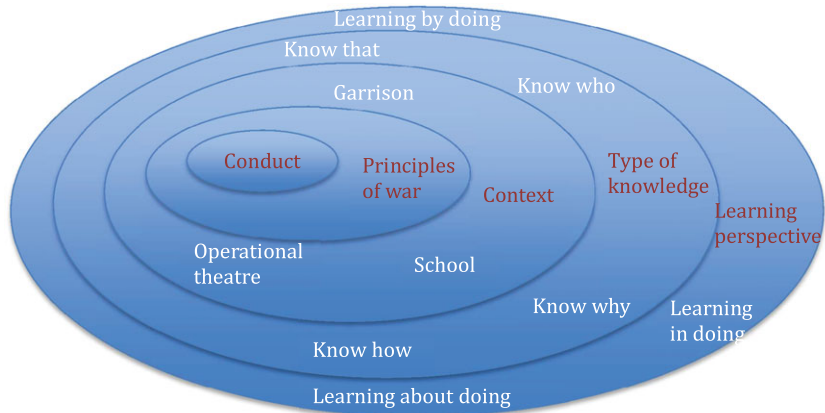 Learning by doing
Know that
Know who
Garrison
Conduct
Principles
of war
Type of
knowledge
Context
Learning
perspective
Operational
theatre
School
Know why
Learning
in doing
Know how
Learning about doing